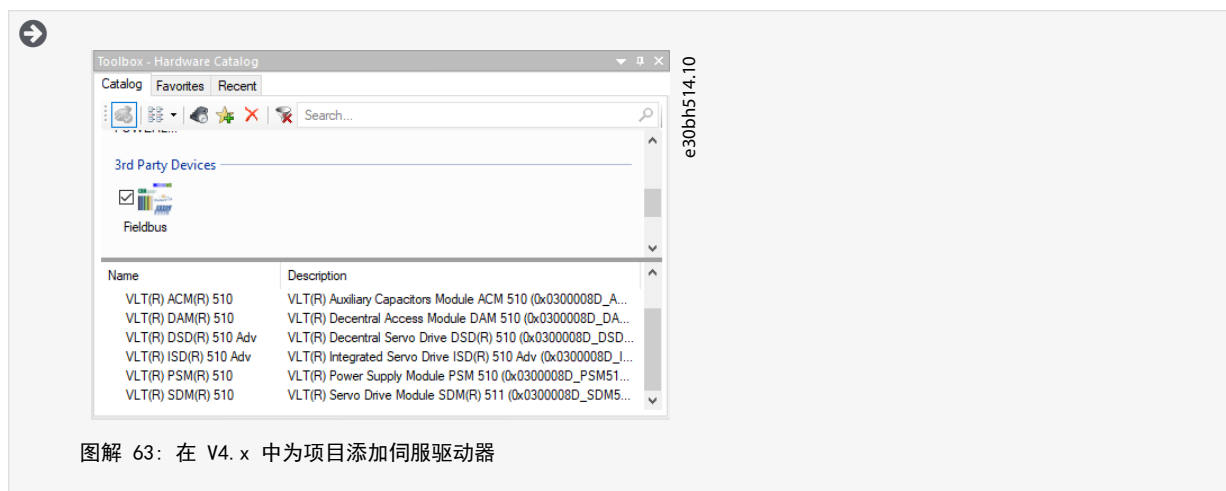 Toolbox - Hardware Catalog
Catalog Favorites Recent
Search...
3rd Party Devices
Fieldbus
Name Description
VLT(R) ACM(R) 510 VLT(R) Auxiliary Capacitors Module ACM 510 (0x0300008D_A...
VLT(R) DAM(R) 510 VLT(R) Decentral Access Module DAM 510 (0x0300008D_DA...
VLT(R) DSD(R) 510 Adv VLT(R) Decentral Servo Drive DSD(R) 510 (0x0300008D_DSD...
VLT(R) ISD(R) 510 Adv VLT(R) Integrated Servo Drive ISD(R) 510 Adv (0x0300008D_I...
VLT(R) PSM(R) 510 VLT(R) Power Supply Module PSM 510 (0x0300008D_PSM51...
VLT(R) SDM(R) 510 VLT(R) Servo Drive Module SDM(R) 511 (0x0300008D_SDM5...
e30bh514.10
图解 63: 在 V4.x 中为项目添加伺服驱动器